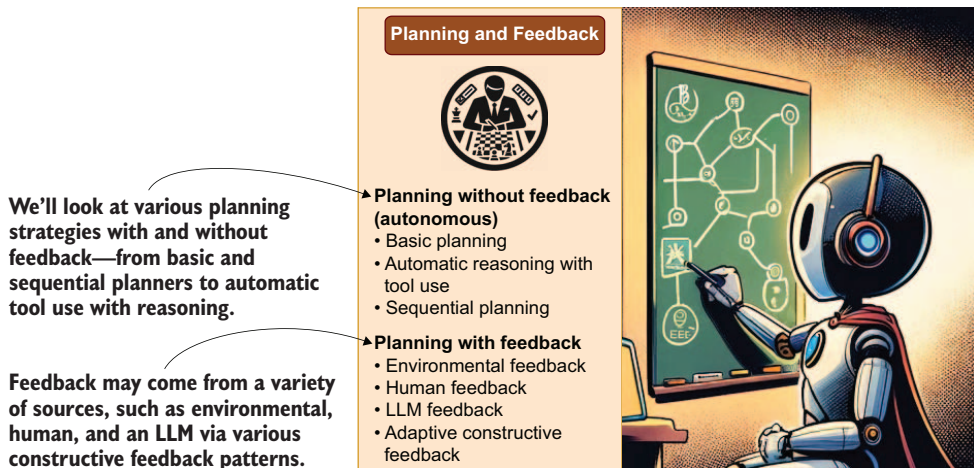 Planning and Feedback
We'll look at various planning
strategies with and without
feedback—from basic and
sequential planners to automatic
tool use with reasoning.
Planning without feedback
(autonomous)
• Basic planning
• Automatic reasoning with
tool use
• Sequential planning
Feedback may come from a variety
of sources, such as environmental,
human, and an LLM via various
constructive feedback patterns.
Planning with feedback
• Environmental feedback
• Human feedback
• LLM feedback
• Adaptive constructive
feedback